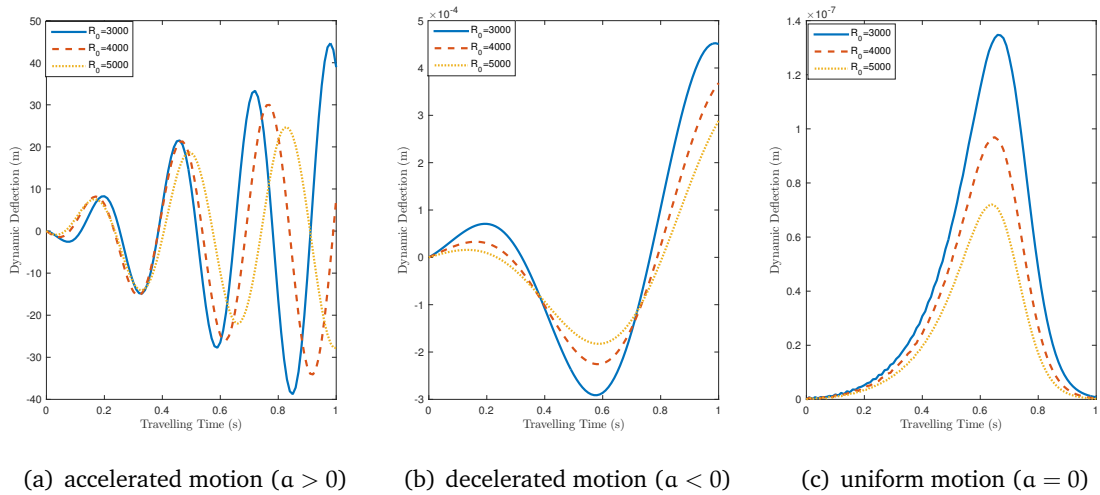 R0=3000
R0=4000
R0=5000
50
40
30
20
10
0
-10
-20
-30
-40
0 0.2 0.4 0.6 0.8 1
Dynamic Deflection (m)
Travelling Time (s)
(a) accelerated motion (a > 0)
×10-4
R0=3000
R0=4000
R0=5000
5
4
3
2
1
0
-1
-2
-3
0 0.2 0.4 0.6 0.8 1
Dynamic Deflection (m)
Travelling Time (s)
(b) decelerated motion (a < 0)
×10-7
R0=3000
R0=4000
R0=5000
1.4
1.2
1
0.8
0.6
0.4
0.2
0
0 0.2 0.4 0.6 0.8 1
Dynamic Deflection (m)
Travelling Time (s)
(c) uniform motion (a = 0)